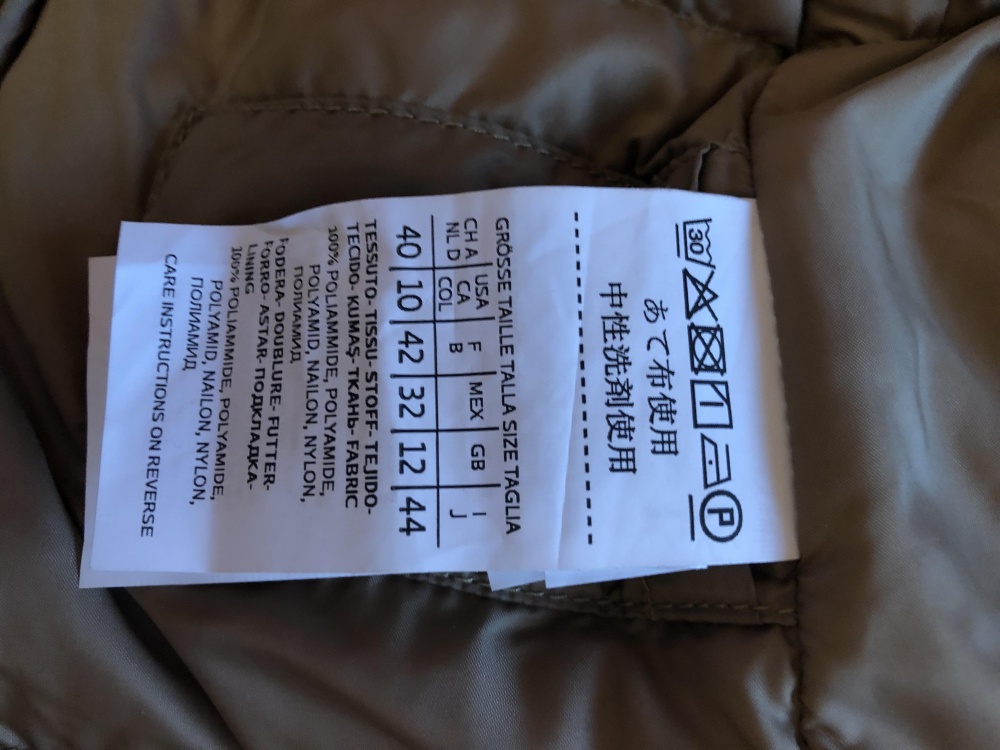 30 P
あて布使用
中性洗剤使用
GRÖSSE TAILLE TALLA SIZE TAGLIA
CH A USA F MEX GB I
NL D CA B J
COL
40 10 42 32 12 44
TESSUTO- TISSU- STOFF- TEJIDO-
TECIDO- KUMAŞ- ТКАНЬ- FABRIC
100% POLIAMMIDE, POLYAMIDE,
POLYAMID, NAILON, NYLON,
ПОЛИАМИД
FODERA- DOUBLURE- FUTTER-
FORRO- ASTAR- ПОДКЛАДКА-
LINING
100% POLIAMMIDE, POLYAMIDE,
POLYAMID, NAILON, NYLON,
ПОЛИАМИД
CARE INSTRUCTIONS ON REVERSE